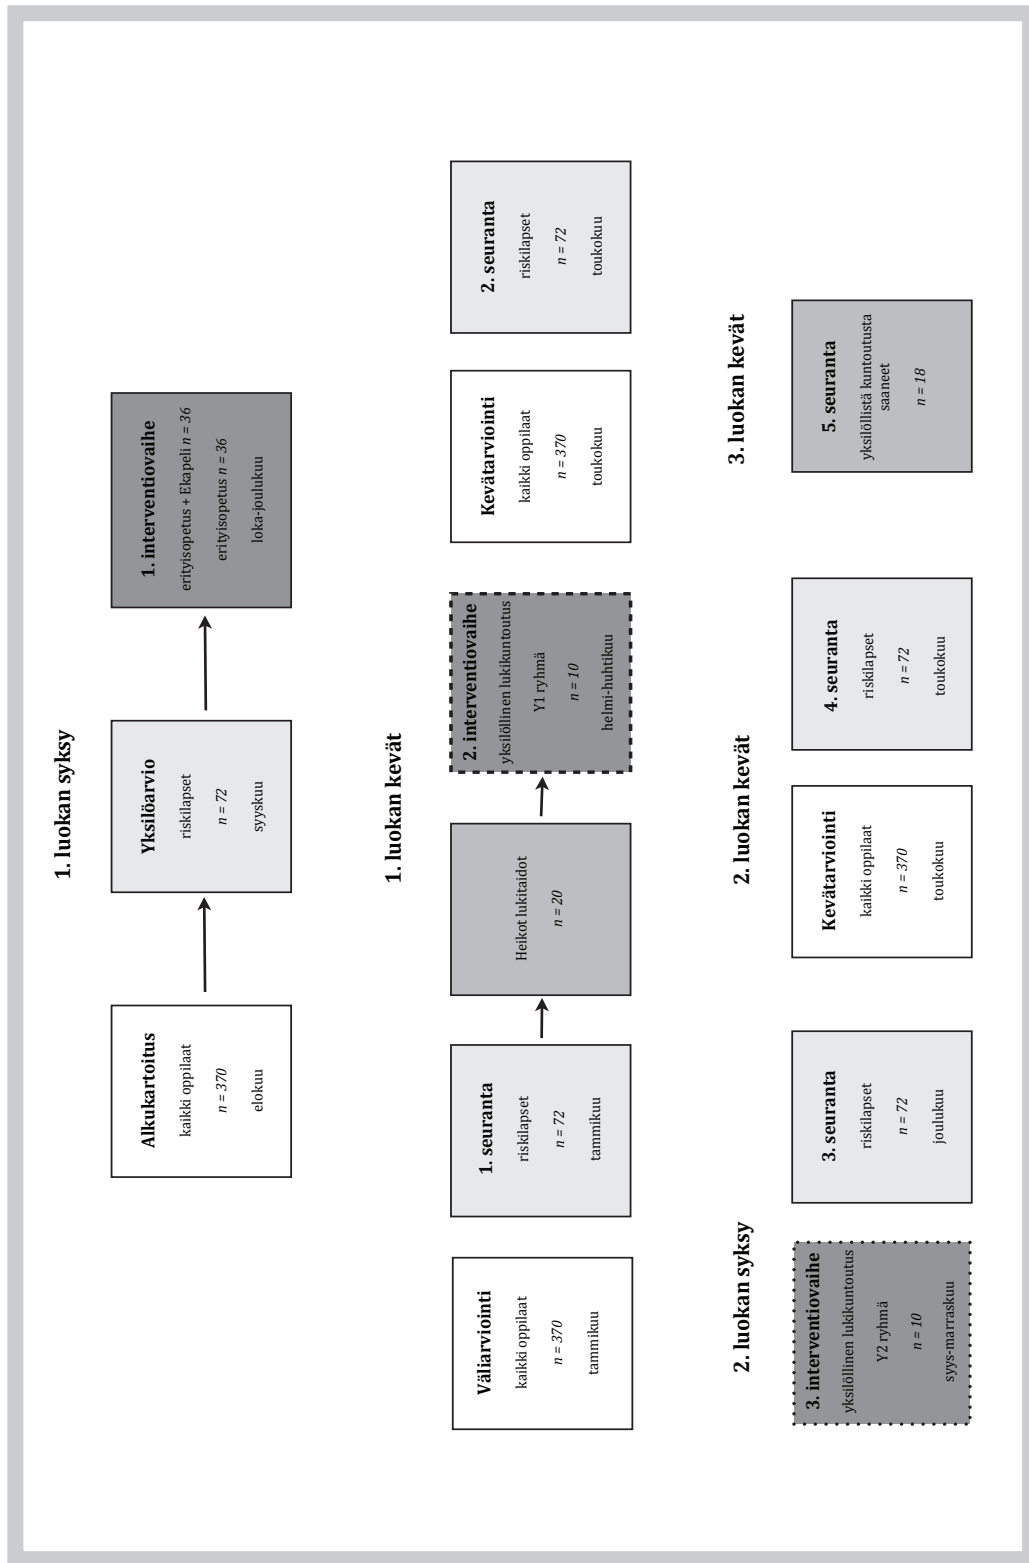 1. luokan syksy
Alkukartoitus
kaikki oppilaat
n = 370
elokuu
Yksilöarvio
riskilapset
n = 72
syyskuu
1. interventiovaihe
erityisopetus + Ekapeli n = 36
erityisopetus n = 36
loka-joulukuu
1. luokan kevät
Väliarviointi
kaikki oppilaat
n = 370
tammikuu
1. seuranta
riskilapset
n = 72
tammikuu
Heikot lukitaidot
n = 20
2. interventiovaihe
yksilöllinen lukikuntoutus
Y1 ryhmä
n = 10
helmi-huhtikuu
Kevätarviointi
kaikki oppilaat
n = 370
toukokuu
2. seuranta
riskilapset
n = 72
toukokuu
2. luokan syksy
3. interventiovaihe
yksilöllinen lukikuntoutus
Y2 ryhmä
n = 10
syys-marraskuu
3. seuranta
riskilapset
n = 72
joulukuu
2. luokan kevät
Kevätarviointi
kaikki oppilaat
n = 370
toukokuu
4. seuranta
riskilapset
n = 72
toukokuu
3. luokan kevät
5. seuranta
yksilöllistä kuntoutusta
saaneet
n = 18